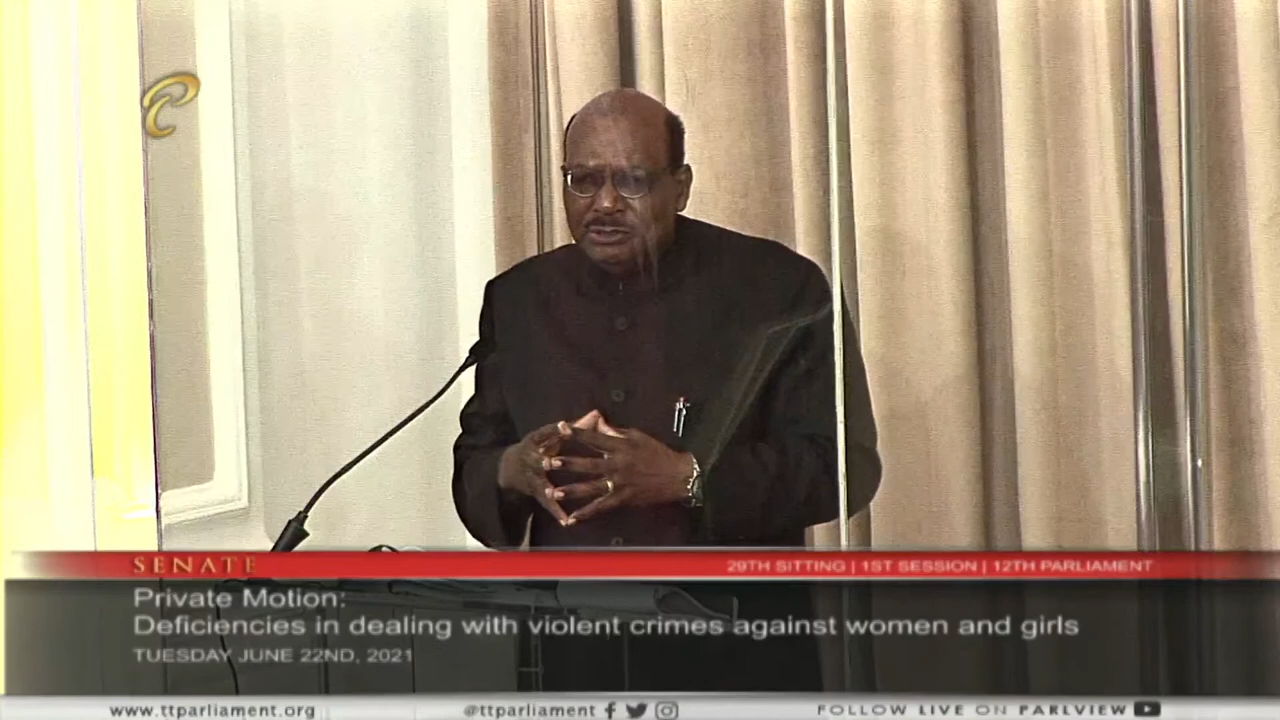 SENATE
29TH SITTING | 1ST SESSION | 12TH PARLIAMENT
Private Motion:
Deficiencies in dealing with violent crimes against women and girls
TUESDAY JUNE 22ND, 2021
www.ttparliament.org @ttparliament FOLLOW LIVE ON PARLVIEW